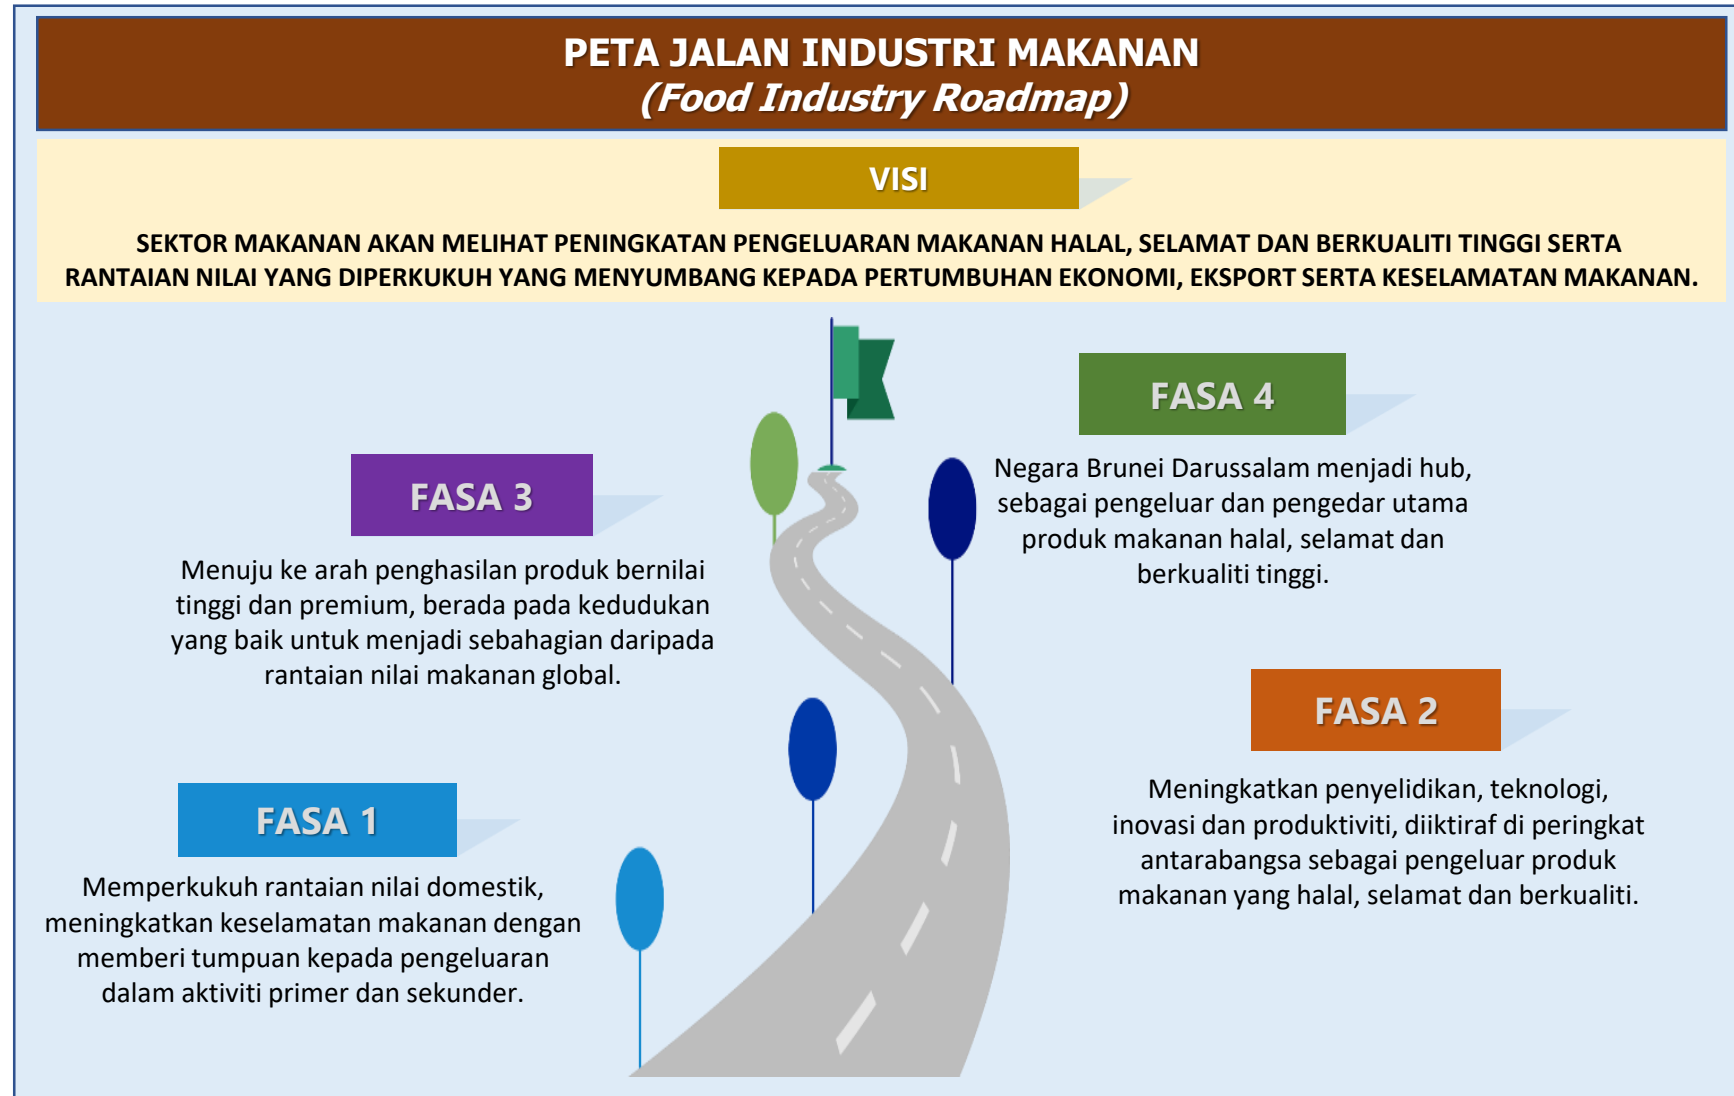 PETA JALAN INDUSTRI MAKANAN
(Food Industry Roadmap)
VISI
SEKTOR MAKANAN AKAN MELIHAT PENINGKATAN PENGELUARAN MAKANAN HALAL, SELAMAT DAN BERKUALITI TINGGI SERTA
RANTAIAN NILAI YANG DIPERKUKUH YANG MENYUMBANG KEPADA PERTUMBUHAN EKONOMI, EKSPORT SERTA KESELAMATAN MAKANAN.
FASA 1
Memperkukuh rantaian nilai domestik,
meningkatkan keselamatan makanan dengan
memberi tumpuan kepada pengeluaran
dalam aktiviti primer dan sekunder.
FASA 2
Meningkatkan penyelidikan, teknologi,
inovasi dan produktiviti, diiktiraf di peringkat
antarabangsa sebagai pengeluar produk
makanan yang halal, selamat dan berkualiti.
FASA 3
Menuju ke arah penghasilan produk bernilai
tinggi dan premium, berada pada kedudukan
yang baik untuk menjadi sebahagian daripada
rantaian nilai makanan global.
FASA 4
Negara Brunei Darussalam menjadi hub,
sebagai pengeluar dan pengedar utama
produk makanan halal, selamat dan
berkualiti tinggi.